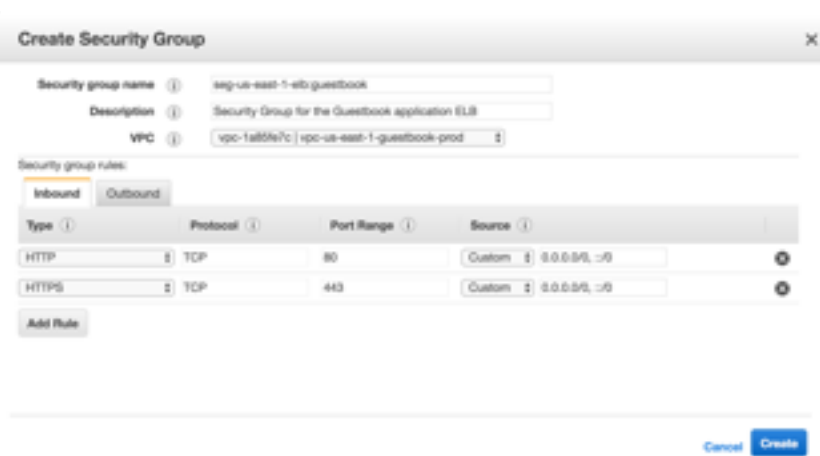 Create Security Group
Security group name seg-us-east-1-elb:guestbook
Description Security Group for the Guestbook application ELB
VPC vpc-1a85fe7c | vpc-us-east-1-guestbook-prod
Security group rules:
Inbound Outbound
Type Protocol Port Range Source
HTTP TCP 80 Custom 0.0.0.0/0, ::/0
HTTPS TCP 443 Custom 0.0.0.0/0, ::/0
Add Rule
Cancel Create